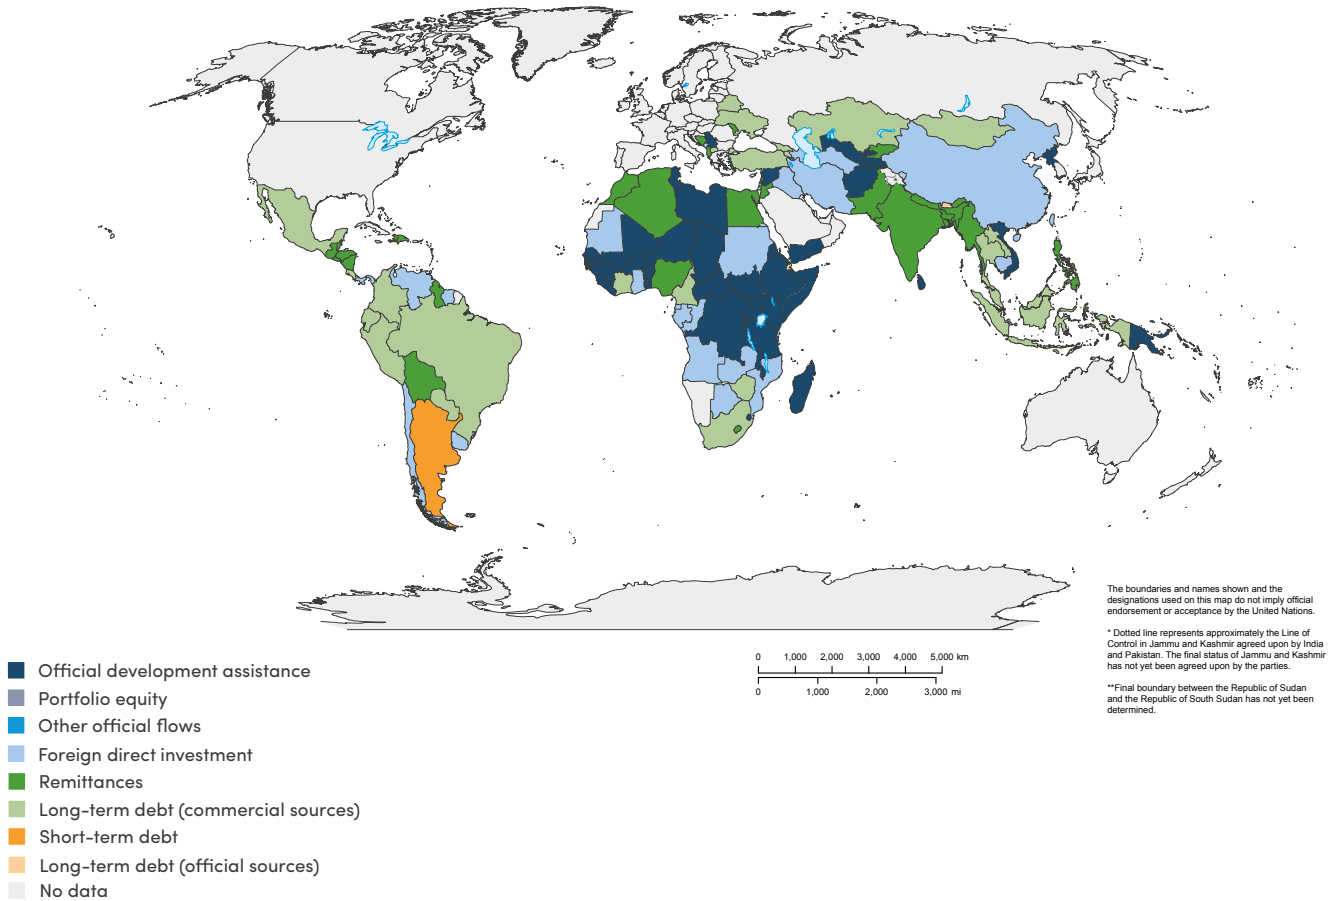 The boundaries and names shown and the
designations used on this map do not imply official
endorsement or acceptance by the United Nations.
* Dotted line represents approximately the Line of
Control in Jammu and Kashmir agreed upon by India
and Pakistan. The final status of Jammu and Kashmir
has not yet been agreed upon by the parties.
**Final boundary between the Republic of Sudan
and the Republic of South Sudan has not yet been
determined.
0 1,000 2,000 3,000 4,000 5,000 km
0 1,000 2,000 3,000 mi
Official development assistance
Portfolio equity
Other official flows
Foreign direct investment
Remittances
Long-term debt (commercial sources)
Short-term debt
Long-term debt (official sources)
No data